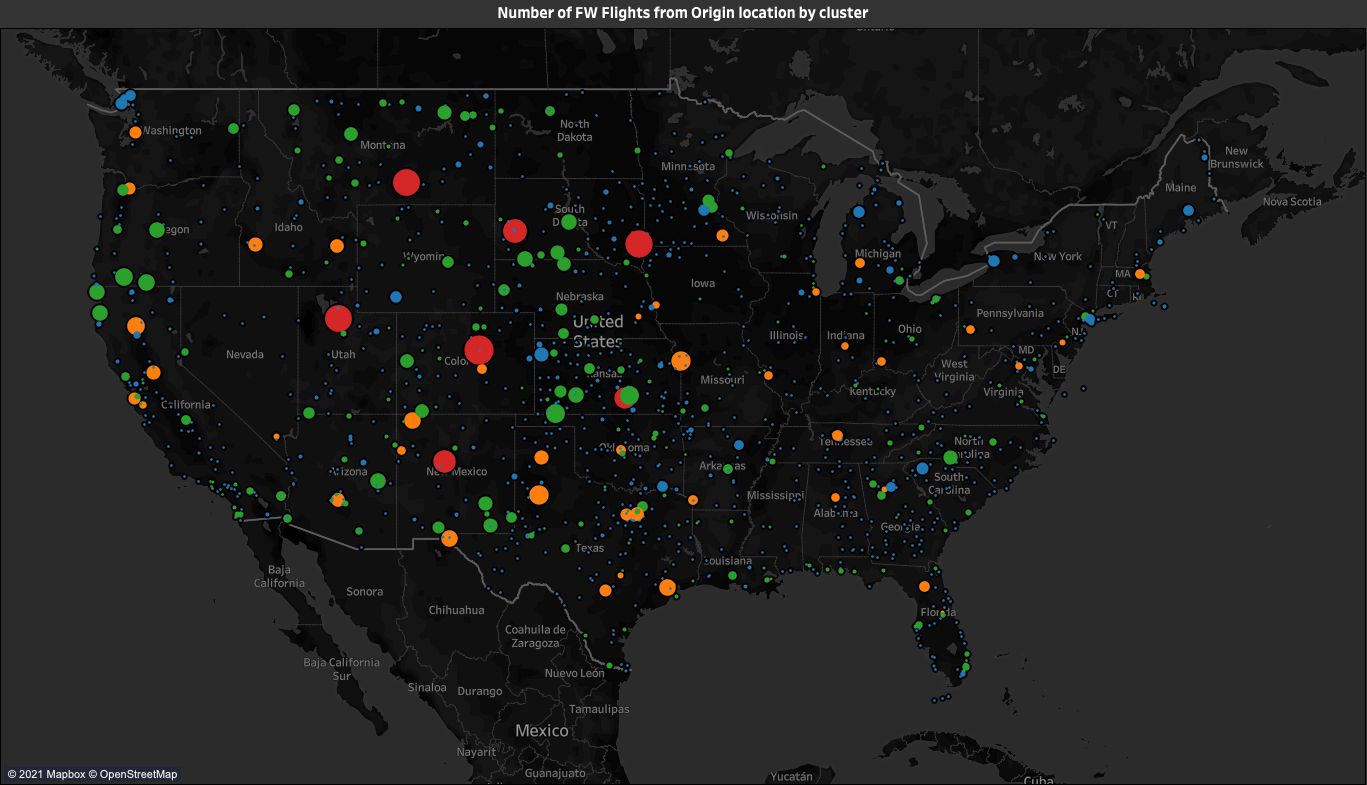 Number of FW Flights from Origin location by cluster
Ontario
Washington
North
Dakota
Montana
Minnesota
New
Brunswick
Maine
Nova Scotia
South
Dakota
Wisconsin
Idaho
VT
Michigan
New York
Wyoming
MA
Iowa
CT
Nebraska
Pennsylvania
United
States
Illinois
Indiana
Ohio
Nevada
Utah
MD
DE
Kansas
West
Virginia
Missouri
Kentucky
Virginia
California
Tennessee
North
Carolina
Oklahoma
Arizona
New Mexico
Arkansas
South
Carolina
Mississippi
Alabama
Georgia
Texas
Louisiana
Baja
California
Sonora
Chihuahua
Florida
Coahuila de
Zaragoza
Baja California
Sur
Nuevo León
Sinaloa
Durango
Tamaulipas
Mexico
Nayarit
Guanajuato
Yucatán
Cuba
© 2021 Mapbox © OpenStreetMap